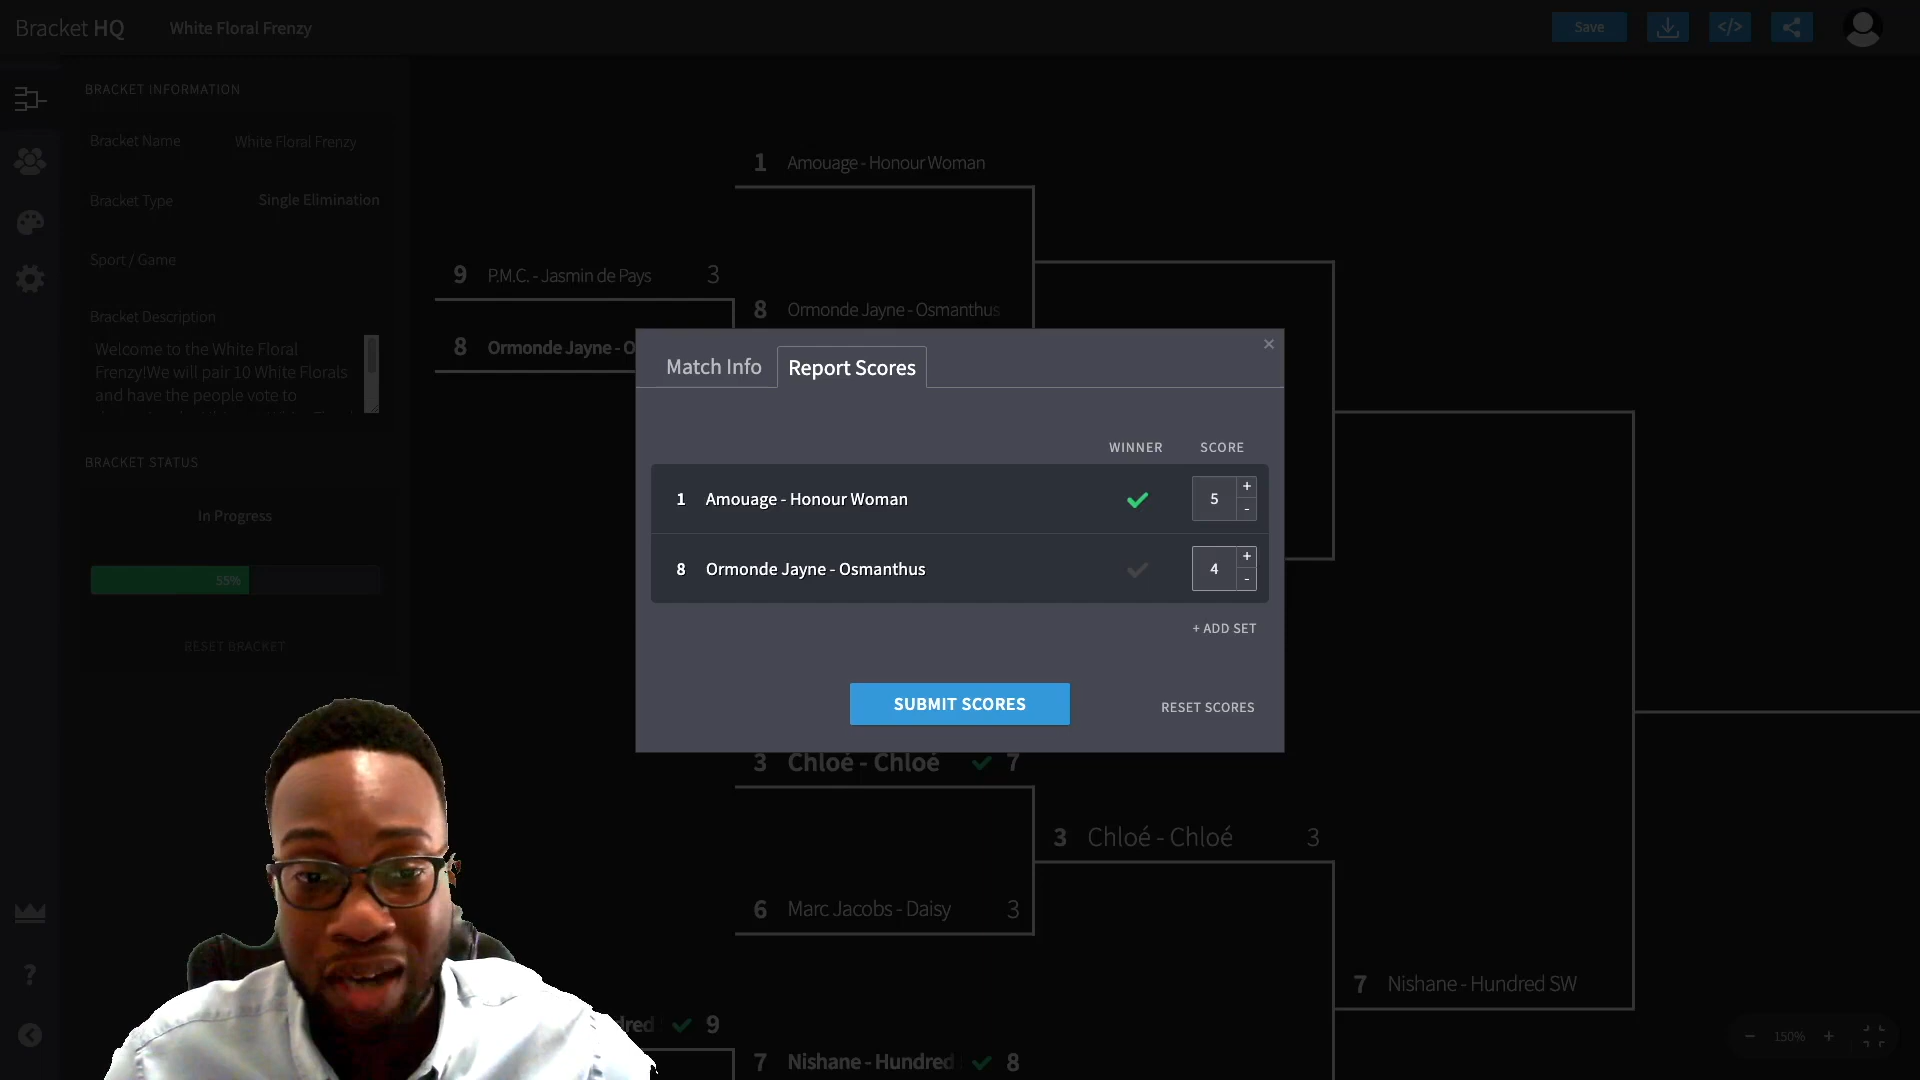 Bracket HQ
White Floral Frenzy
Save
</>
BRACKET INFORMATION
Bracket Name
White Floral Frenzy
Bracket Type
Single Elimination
Sport / Game
Bracket Description
Welcome to the White Floral
Frenzy!We will pair 10 White Florals
and have the people vote to
BRACKET STATUS
In Progress
55%
RESET BRACKET
1 Amouage - Honour Woman
9 P.M.C. - Jasmin de Pays 3
8 Ormonde Jayne - Osmanthus
8 Ormonde Jayne - O
×
Match Info
Report Scores
WINNER
SCORE
1 Amouage - Honour Woman 5 + -
8 Ormonde Jayne - Osmanthus 4 + -
+ ADD SET
SUBMIT SCORES
RESET SCORES
3 Chloé - Chloé 7
3 Chloé - Chloé 3
6 Marc Jacobs - Daisy 3
7 Nishane - Hundred SW
dred 9
7 Nishane - Hundred 8
?
− 150% +